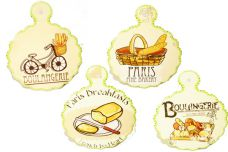 BOULANGERIE
PARIS
THE BAKERY
Paris Breakfasts
BOULANGERIE